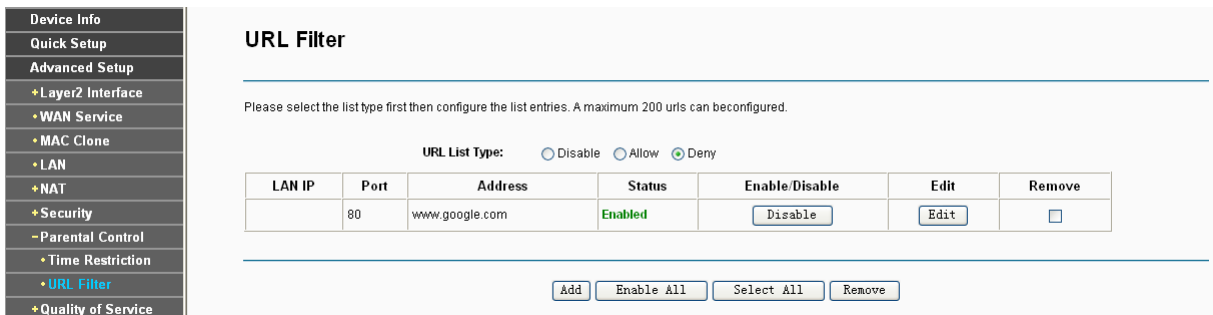 Device Info
Quick Setup
Advanced Setup
+Layer2 Interface
•WAN Service
•MAC Clone
•LAN
+NAT
+Security
-Parental Control
•Time Restriction
•URL Filter
+Quality of Service
URL Filter
Please select the list type first then configure the list entries. A maximum 200 urls can beconfigured.
URL List Type: Disable Allow Deny
LAN IP Port Address Status Enable/Disable Edit Remove
80 www.google.com Enabled Disable Edit
Add Enable All Select All Remove